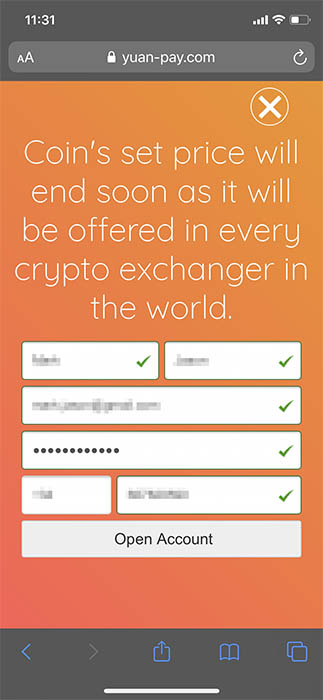 11:31
AA yuan-pay.com
Coin's set price will
end soon as it will
be offered in every
crypto exchanger in
the world.
Open Account